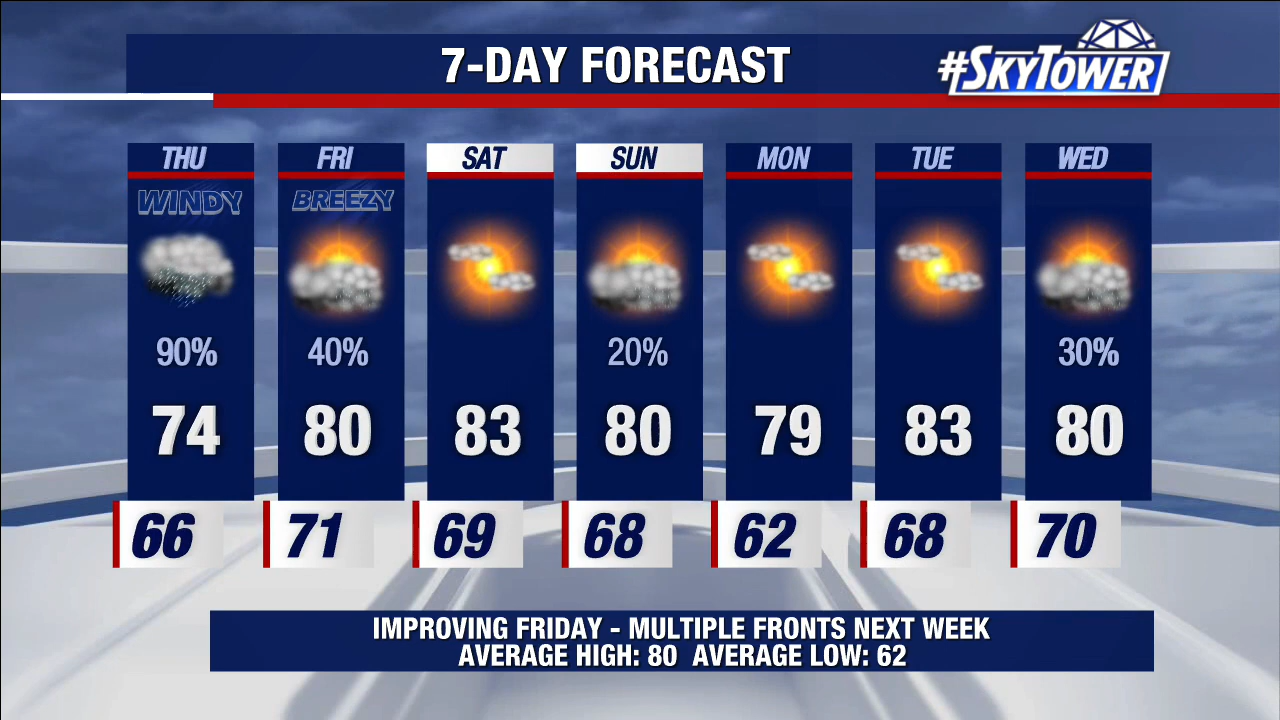 7-DAY FORECAST
#SKYTOWER
THU FRI SAT SUN MON TUE WED
WINDY BREEZY
90% 40% 20% 30%
74 80 83 80 79 83 80
66 71 69 68 62 68 70
IMPROVING FRIDAY - MULTIPLE FRONTS NEXT WEEK
AVERAGE HIGH: 80 AVERAGE LOW: 62